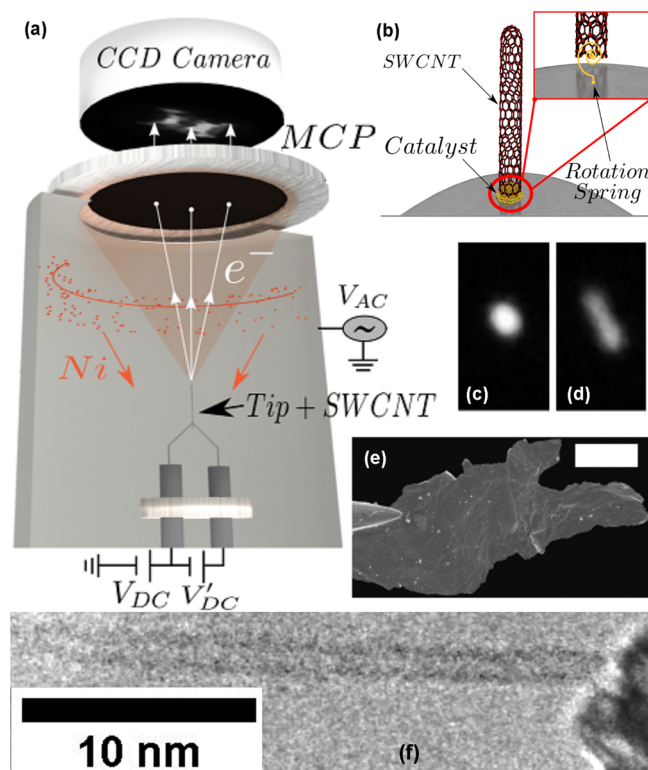 (a)
CCD Camera
MCP
e⁻
V_AC
Ni
Tip + SWCNT
V_DC V'_DC
(b)
SWCNT
Catalyst
Rotation
Spring
(c)
(d)
(e)
10 nm
(f)